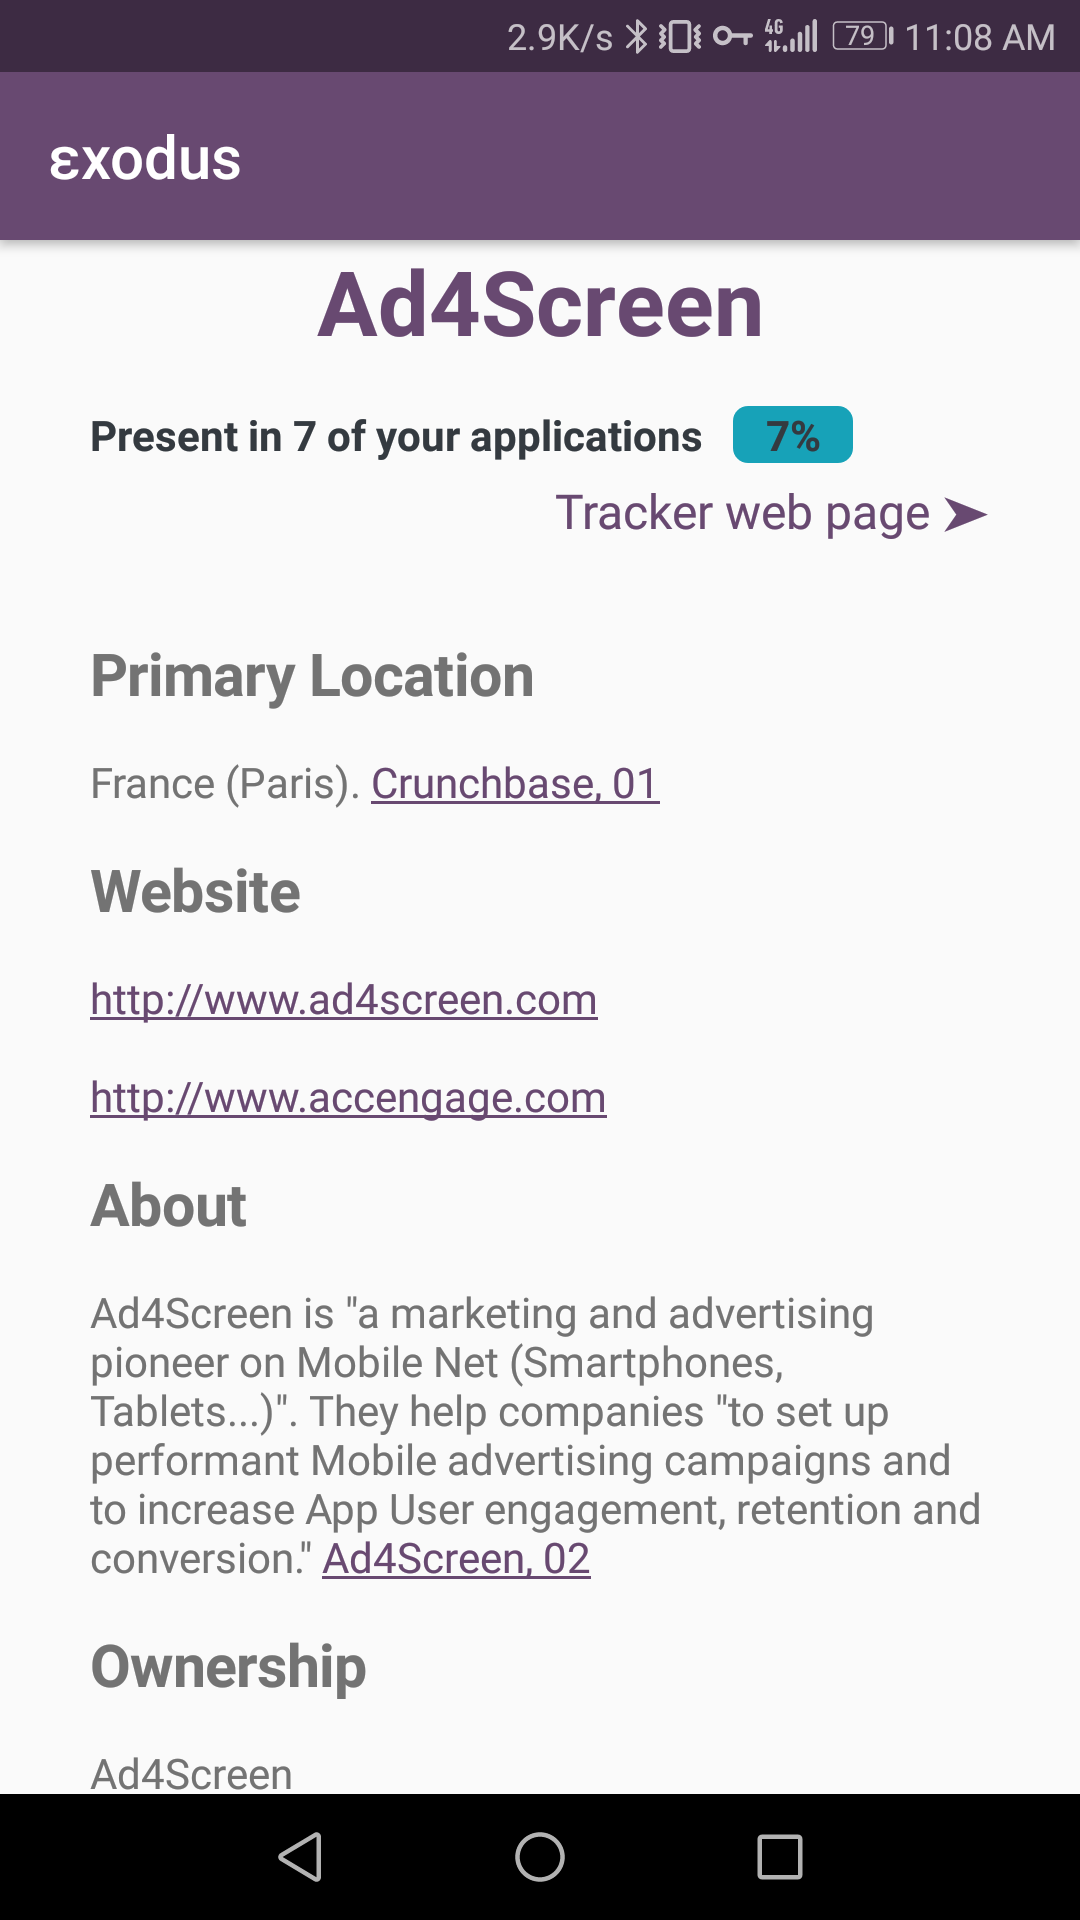 2.9K/s 4G 79 11:08 AM
εxodus
Ad4Screen
Present in 7 of your applications 7%
Tracker web page ➤
Primary Location
France (Paris). Crunchbase, 01
Website
http://www.ad4screen.com
http://www.accengage.com
About
Ad4Screen is "a marketing and advertising
pioneer on Mobile Net (Smartphones,
Tablets...)". They help companies "to set up
performant Mobile advertising campaigns and
to increase App User engagement, retention and
conversion." Ad4Screen, 02
Ownership
Ad4Screen